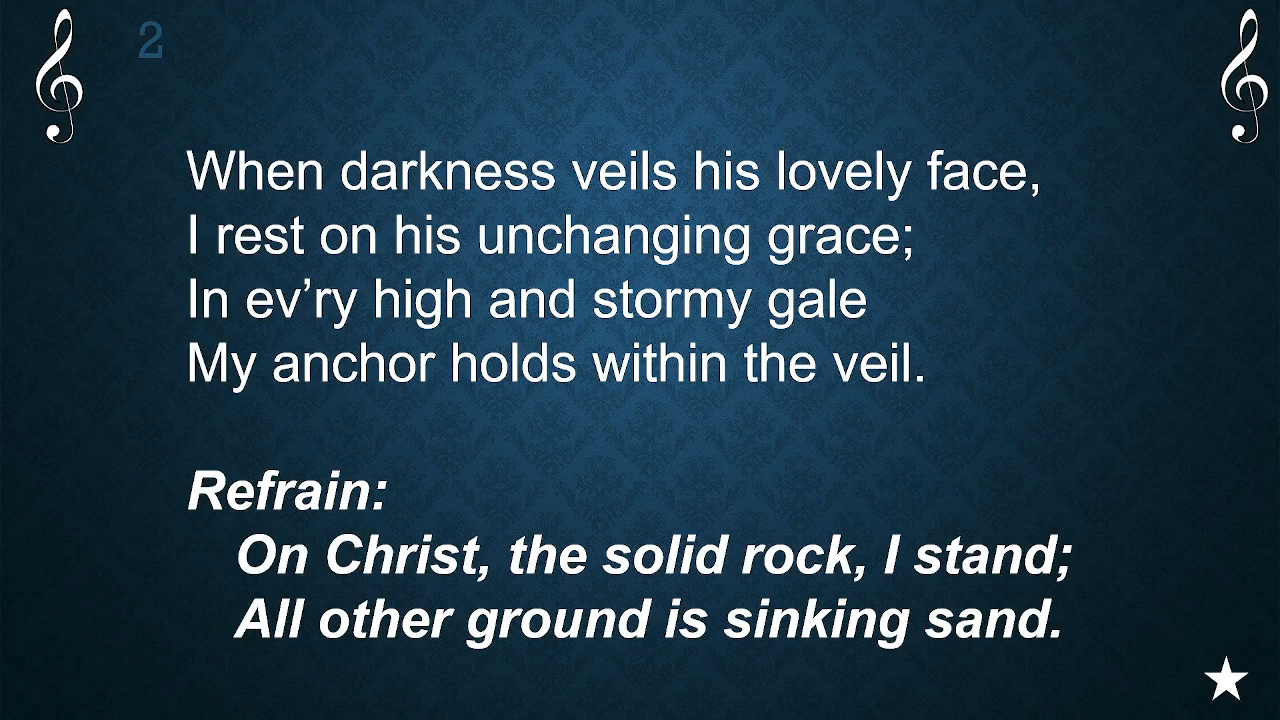 2
When darkness veils his lovely face,
I rest on his unchanging grace;
In ev’ry high and stormy gale
My anchor holds within the veil.
Refrain:
On Christ, the solid rock, I stand;
All other ground is sinking sand.